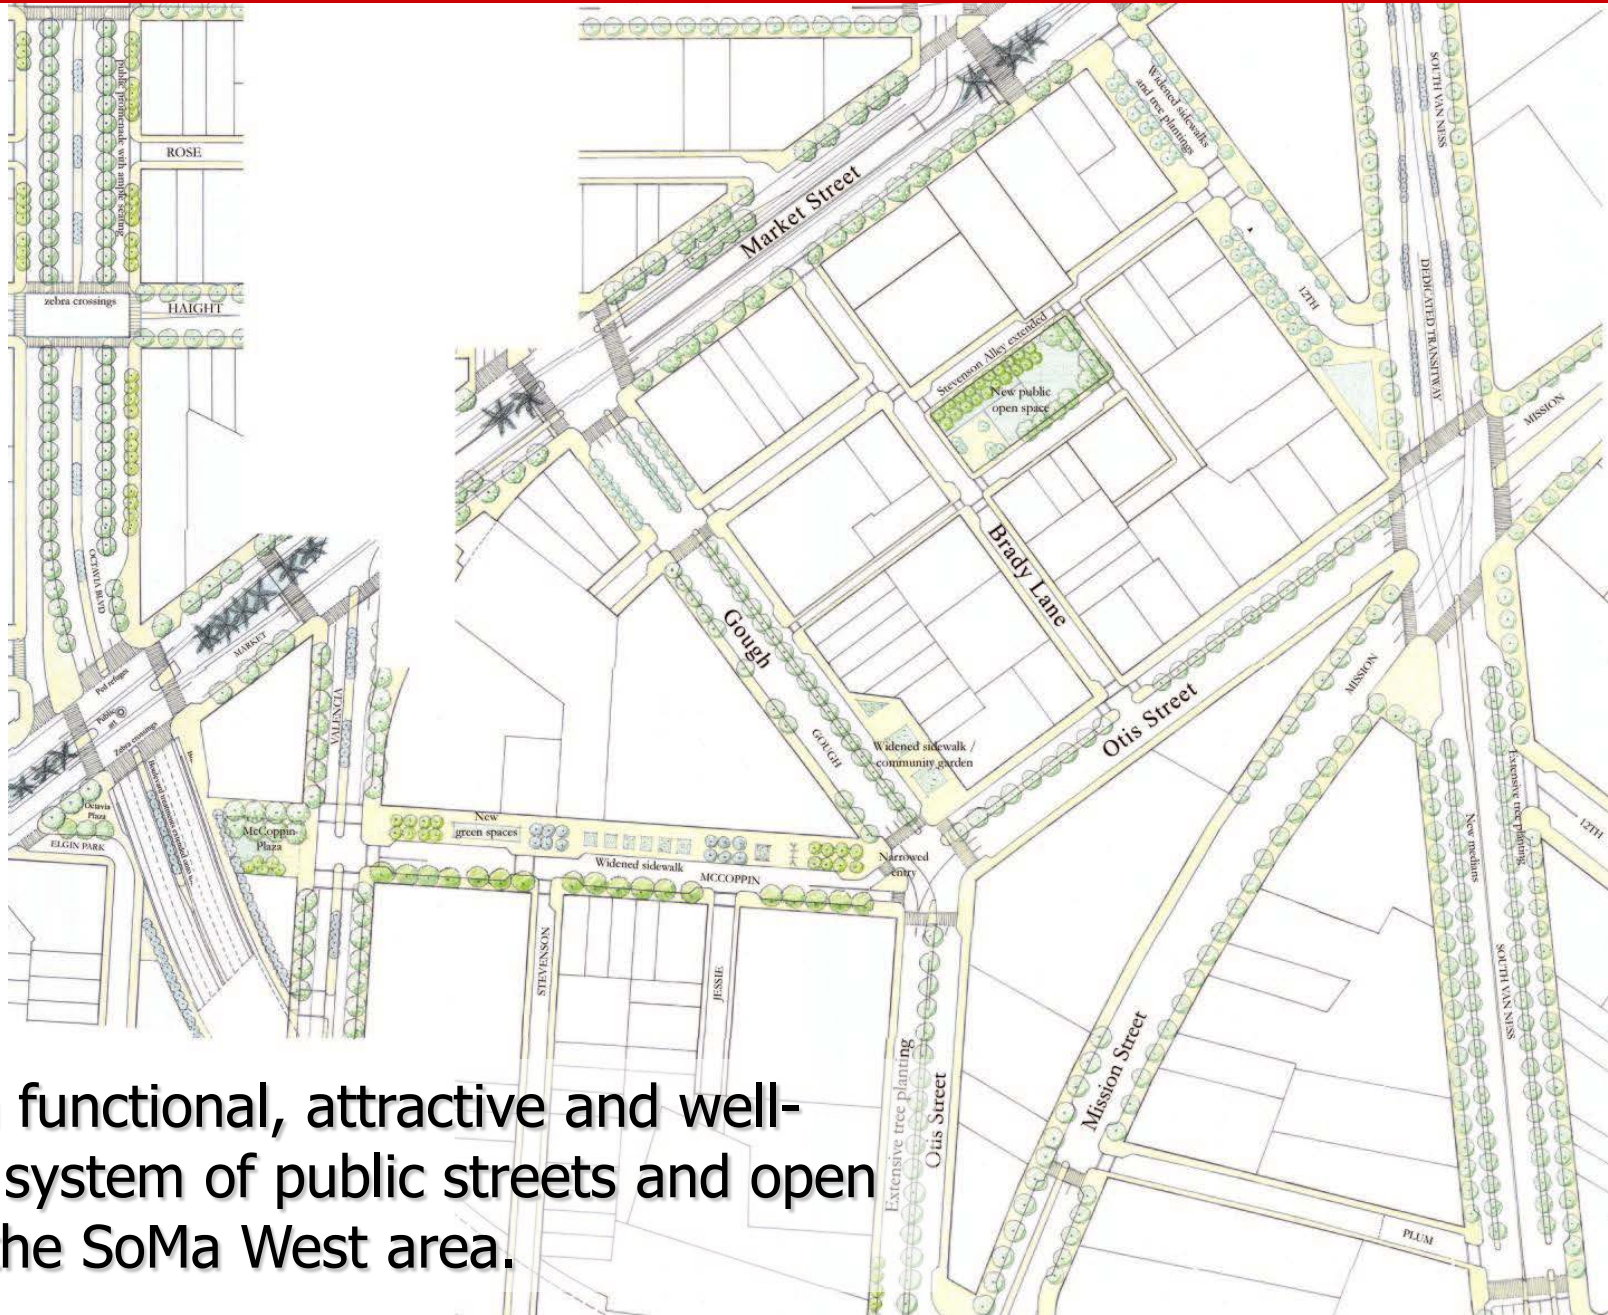 public promenade with ample seating
ROSE
zebra crossings
HAIGHT
OCTAVIA BLVD
Market Street
Widened sidewalks
and tree plantings
SOUTH VAN NESS
12TH
DEDICATED TRANSITWAY
MISSION
Stevenson Alley extended
New public
open space
Brady Lane
Gough
GOUGH
Otis Street
MISSION
Widened sidewalk /
community garden
MARKET
Ped refuges
Public
art
Zebra crossings
VALENCIA
Octavia
Plaza
ELGIN PARK
McCoppin
Plaza
New
green spaces
Widened sidewalk
MCCOPPIN
Narrowed
entry
STEVENSON
JESSIE
Extensive tree planting
Otis Street
Mission Street
Extensive tree planting
New medians
SOUTH VAN NESS
12TH
PLUM
functional, attractive and well-
system of public streets and open
he SoMa West area.